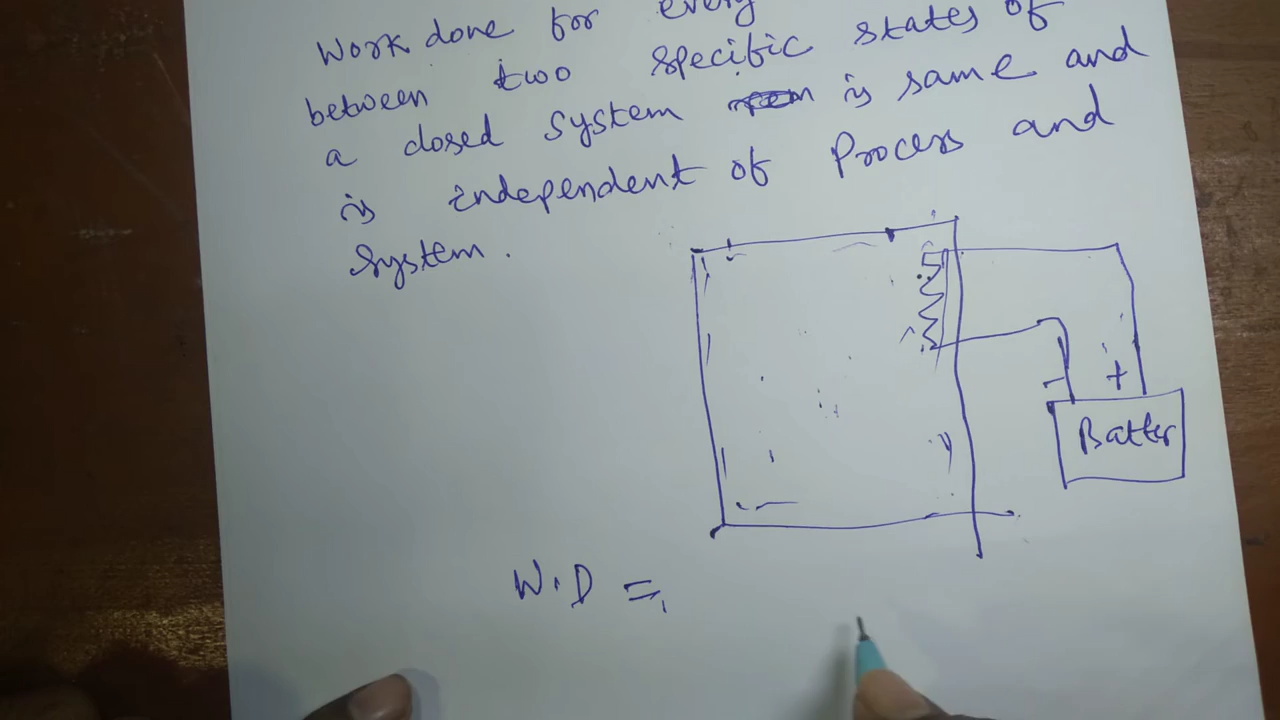 Work done for every
between two specific states of
a closed system is same and
is independent of Process and
System.
- +
Batter
W.D =